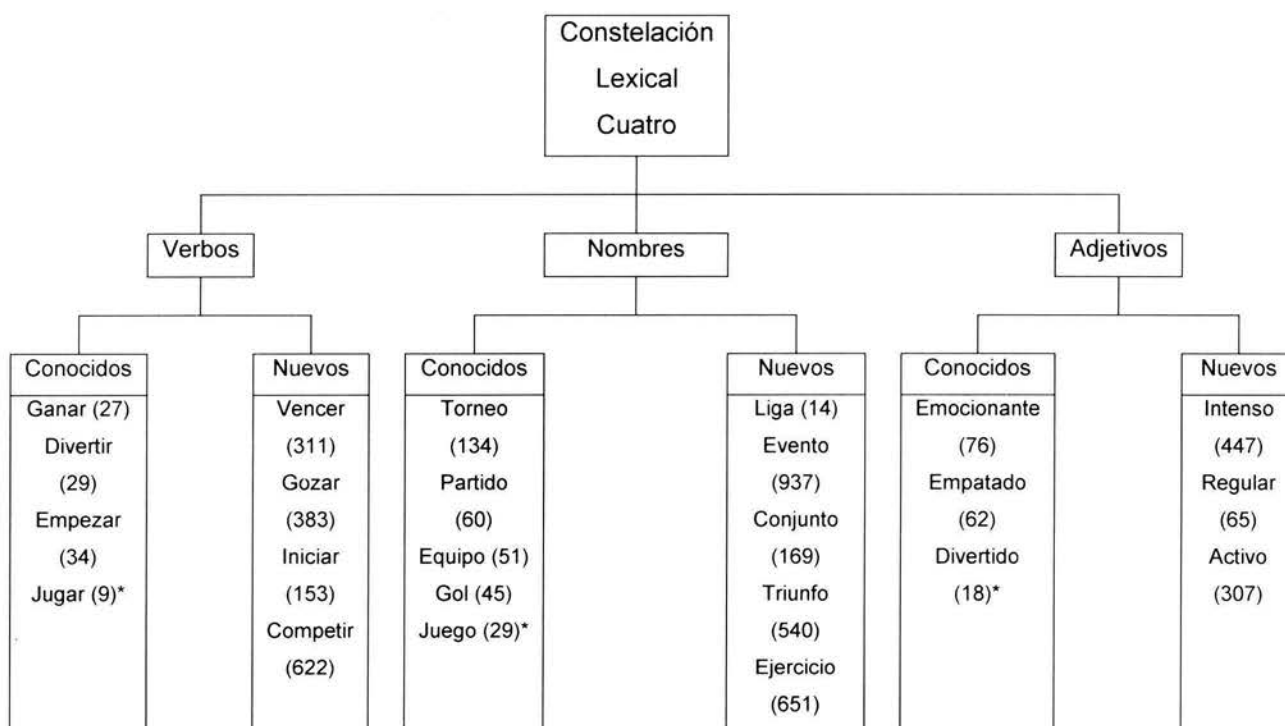 Constelación
Lexical
Cuatro
Verbos
Nombres
Adjetivos
Conocidos
Ganar (27)
Divertir
(29)
Empezar
(34)
Jugar (9)*
Nuevos
Vencer
(311)
Gozar
(383)
Iniciar
(153)
Competir
(622)
Conocidos
Torneo
(134)
Partido
(60)
Equipo (51)
Gol (45)
Juego (29)*
Nuevos
Liga (14)
Evento
(937)
Conjunto
(169)
Triunfo
(540)
Ejercicio
(651)
Conocidos
Emocionante
(76)
Empatado
(62)
Divertido
(18)*
Nuevos
Intenso
(447)
Regular
(65)
Activo
(307)